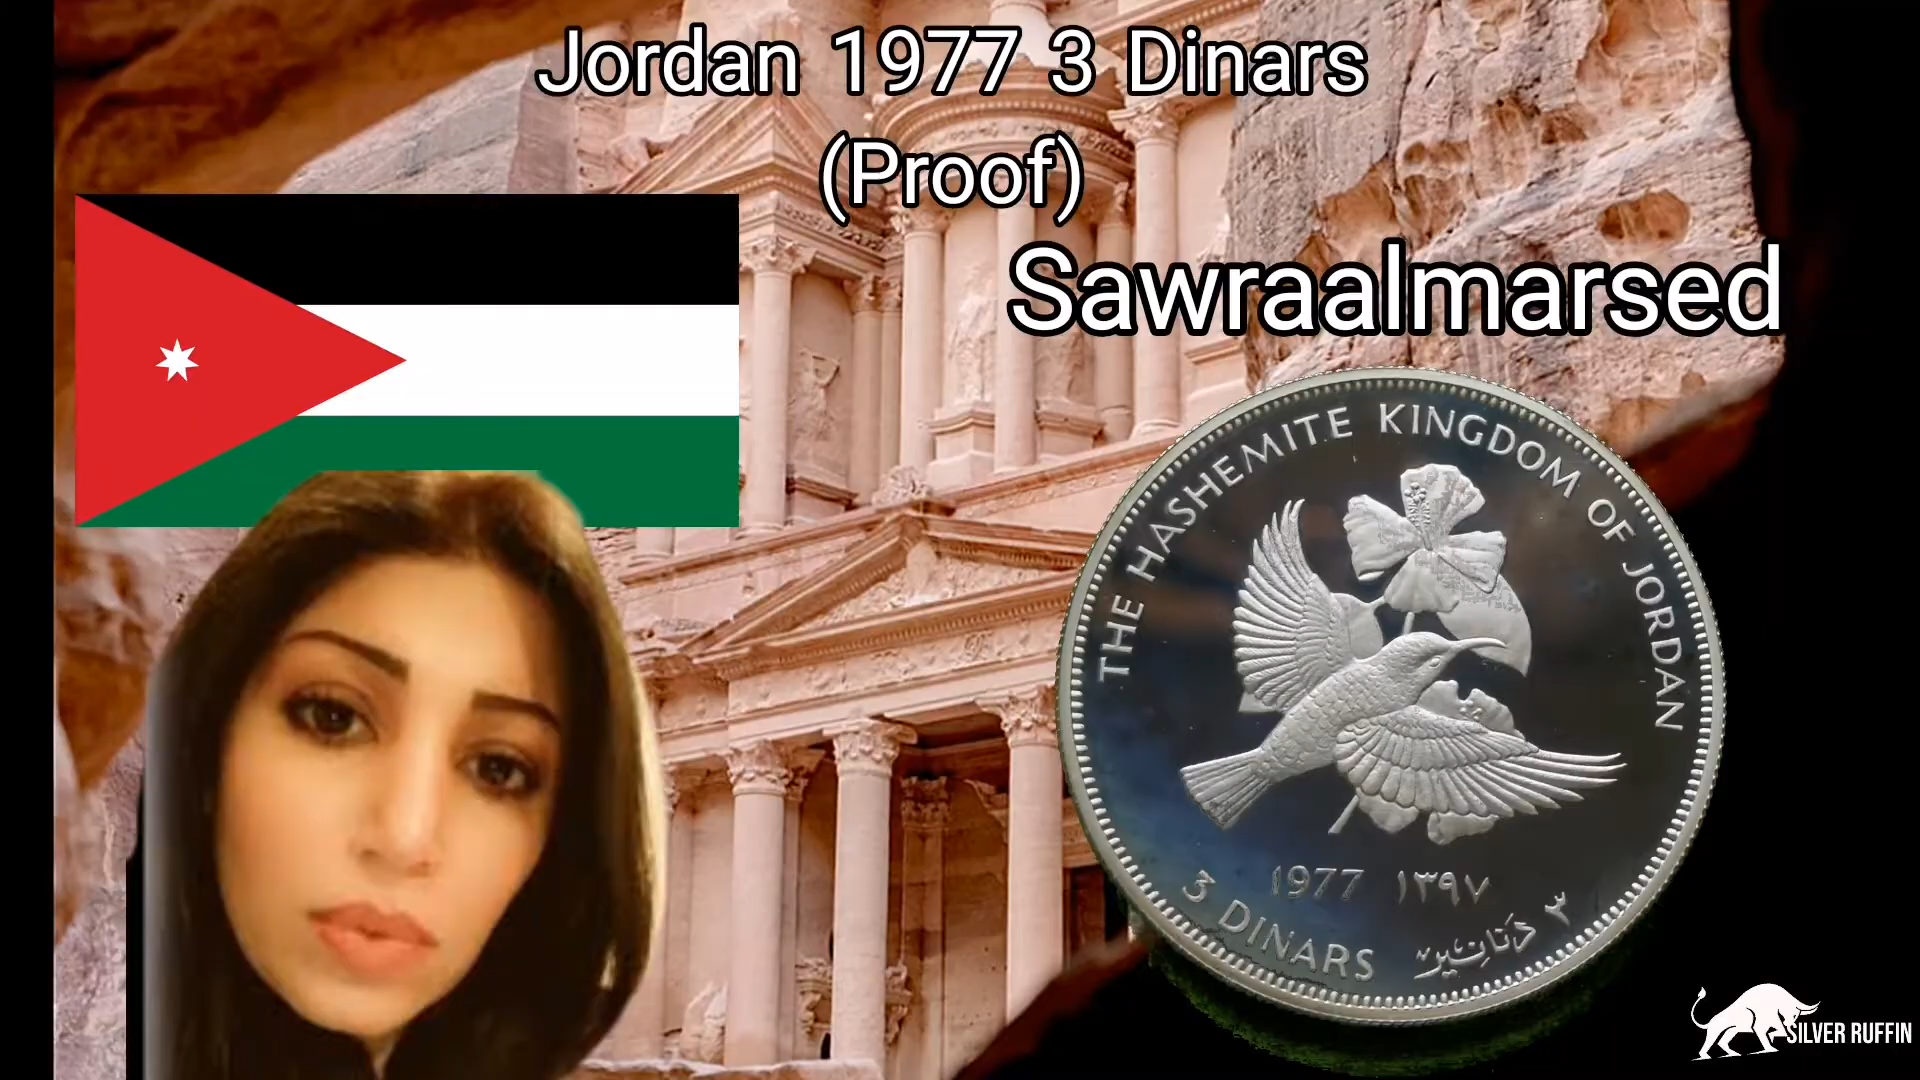 Jordan 1977 3 Dinars
(Proof)
Sawraalmarsed
THE HASHEMITE KINGDOM OF JORDAN
1977 ١٣٩٧
3 DINARS ٣ دنانير
SILVER RUFFIN